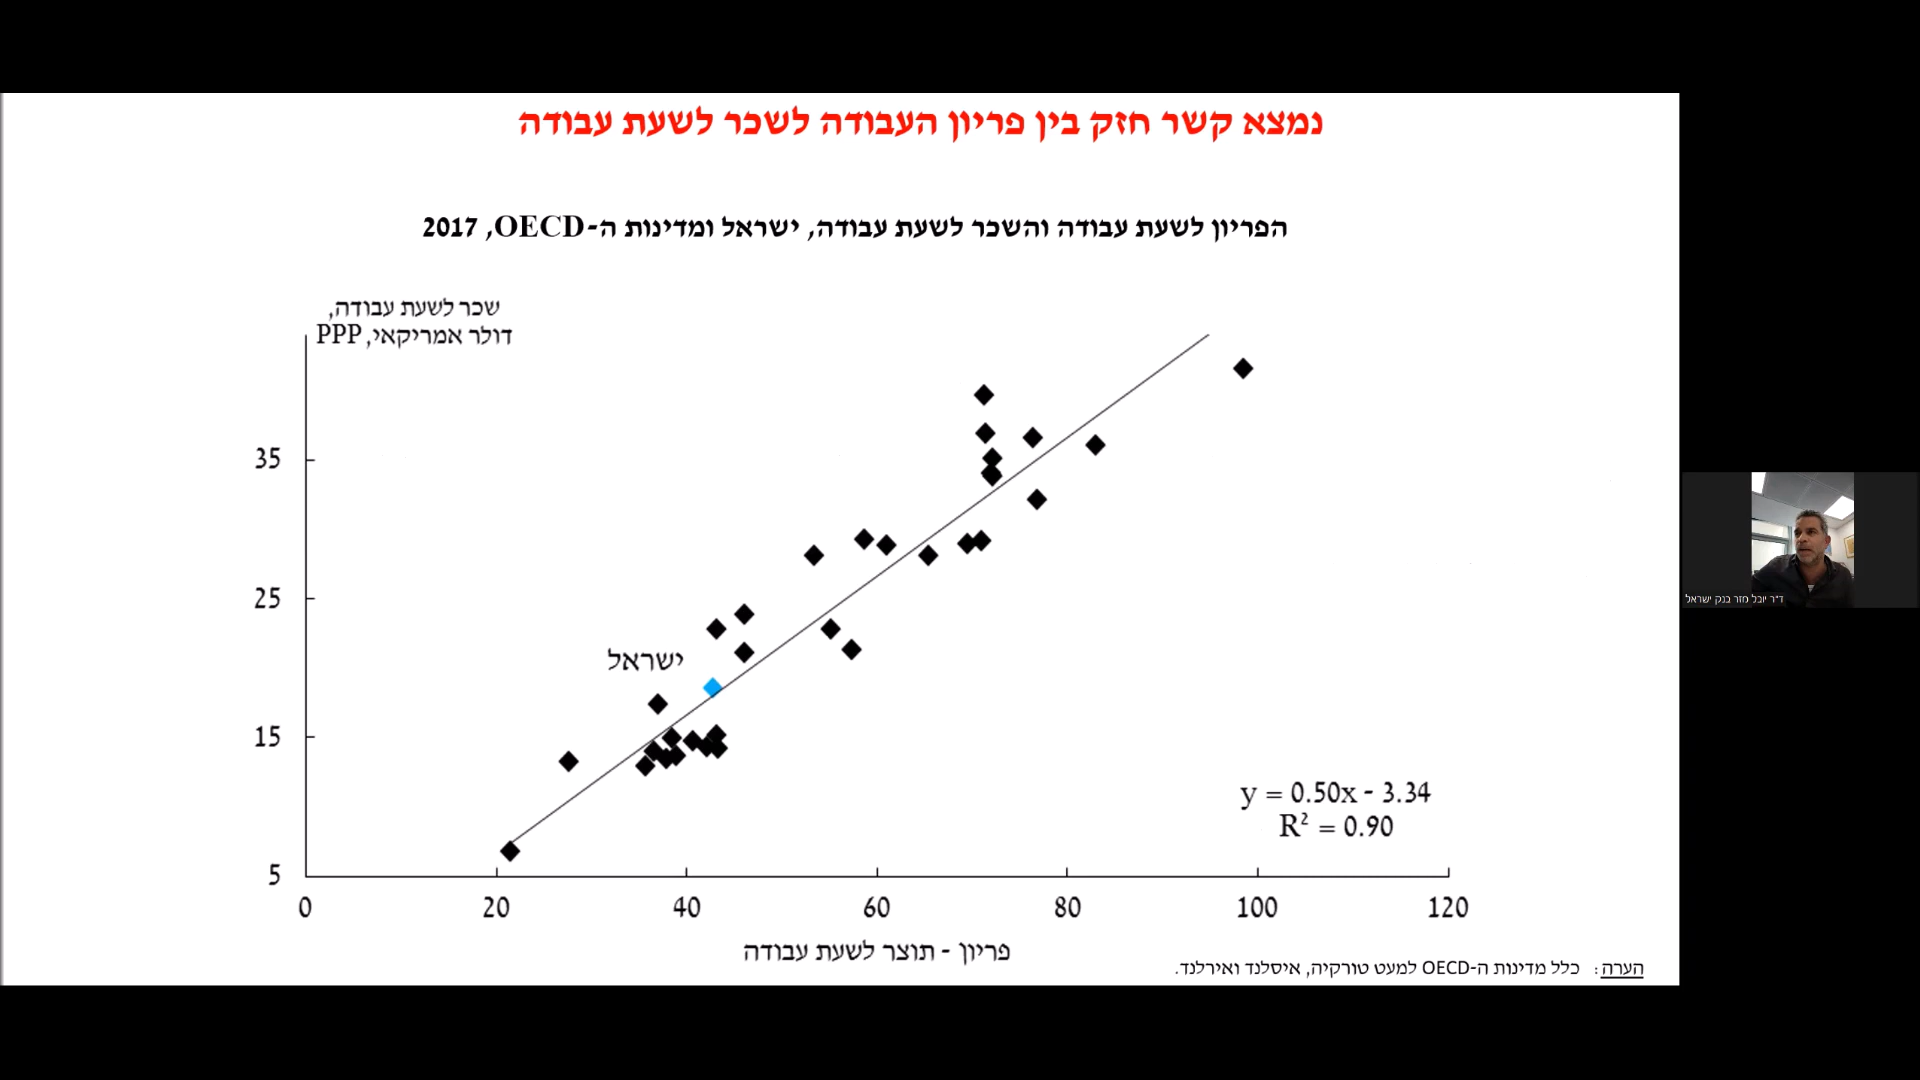 נמצא קשר חזק בין פריון העבודה לשכר לשעת עבודה
הפריון לשעת עבודה והשכר לשעת עבודה, ישראל ומדינות ה-OECD, 2017
שכר לשעת עבודה,
דולר אמריקאי, PPP
35
25
ישראל
15
y = 0.50x - 3.34
R² = 0.90
5
0 20 40 60 80 100 120
פריון - תוצר לשעת עבודה
הערה: כלל מדינות ה-OECD למעט טורקיה, איסלנד ואירלנד.
ד״ר יובל מזר בנק ישראל